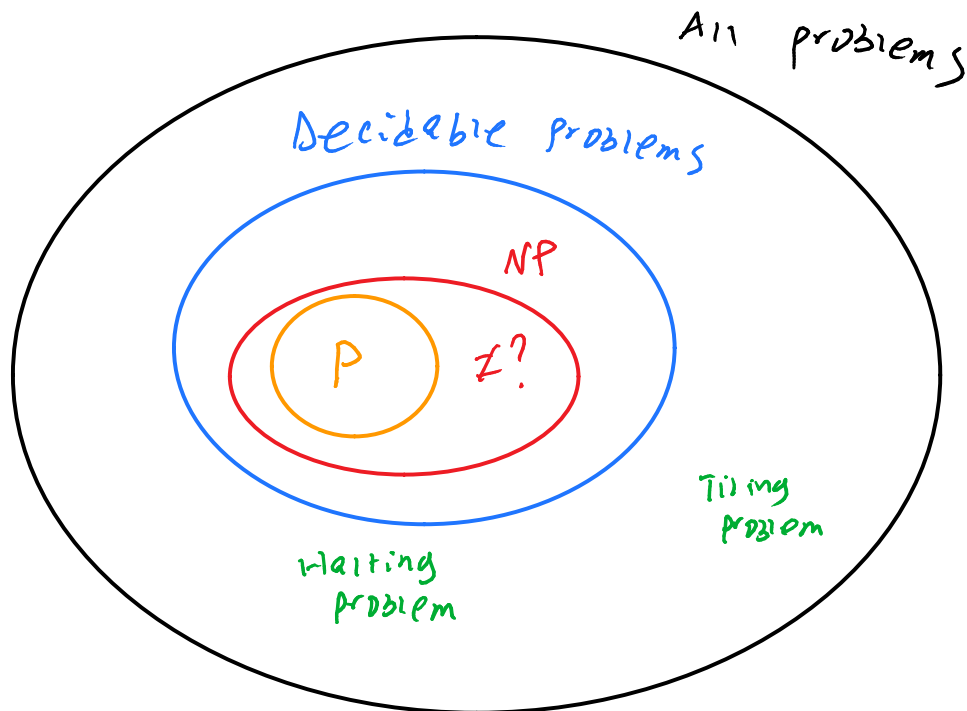 All problems
Decidable problems
NP
P
Tiling
problem
Halting
problem